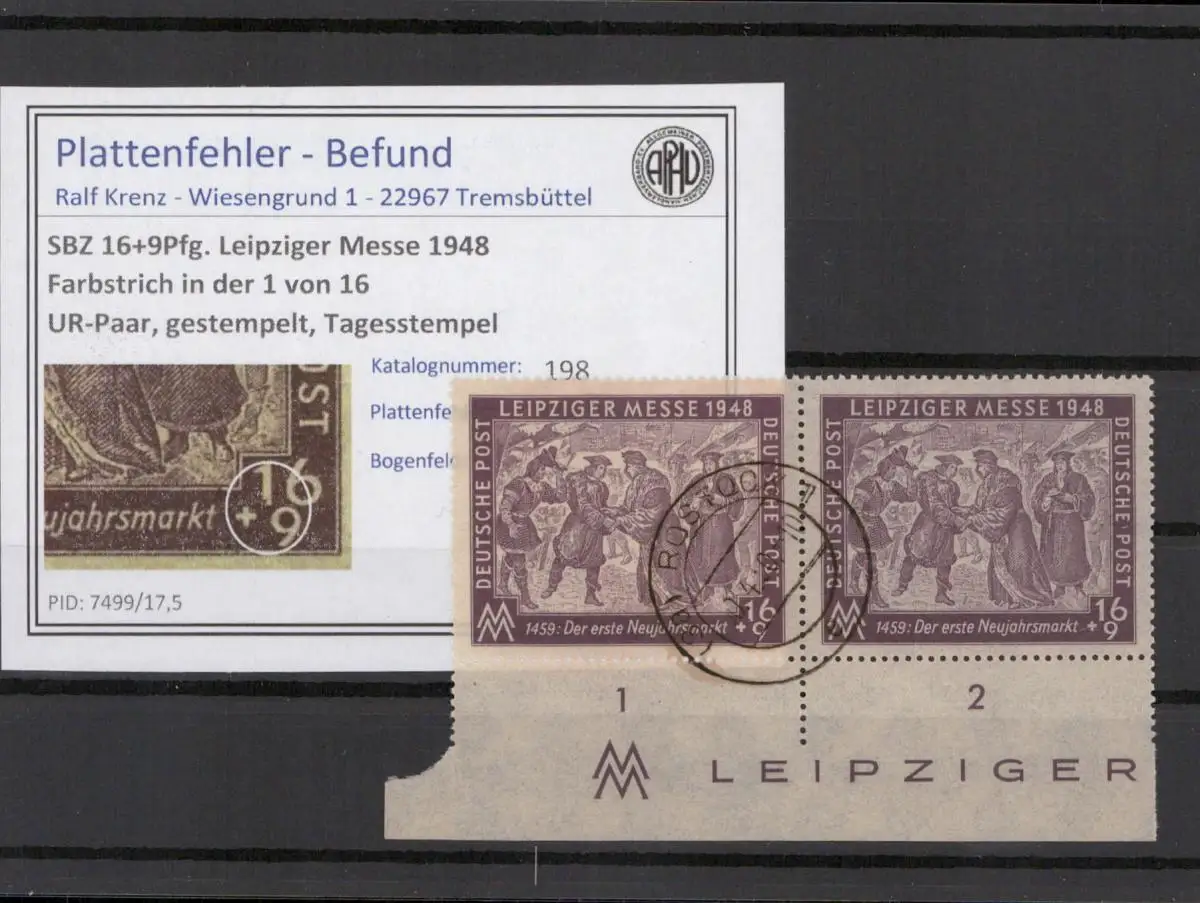 Plattenfehler - Befund
Ralf Krenz - Wiesengrund 1 - 22967 Tremsbüttel
APHV
SBZ 16+9Pfg. Leipziger Messe 1948
Farbstrich in der 1 von 16
UR-Paar, gestempelt, Tagesstempel
Katalognummer: 198
Plattenfe
Bogenfel
OST
16
+ 9
ujahrsmarkt
PID: 7499/17,5
LEIPZIGER MESSE 1948
DEUTSCHE POST
DEUTSCHE POST
1459: Der erste Neujahrsmarkt
16
+ 9
LEIPZIGER MESSE 1948
DEUTSCHE POST
DEUTSCHE POST
1459: Der erste Neujahrsmarkt
16
+ 9
ROSTOCK
1
2
LEIPZIGER